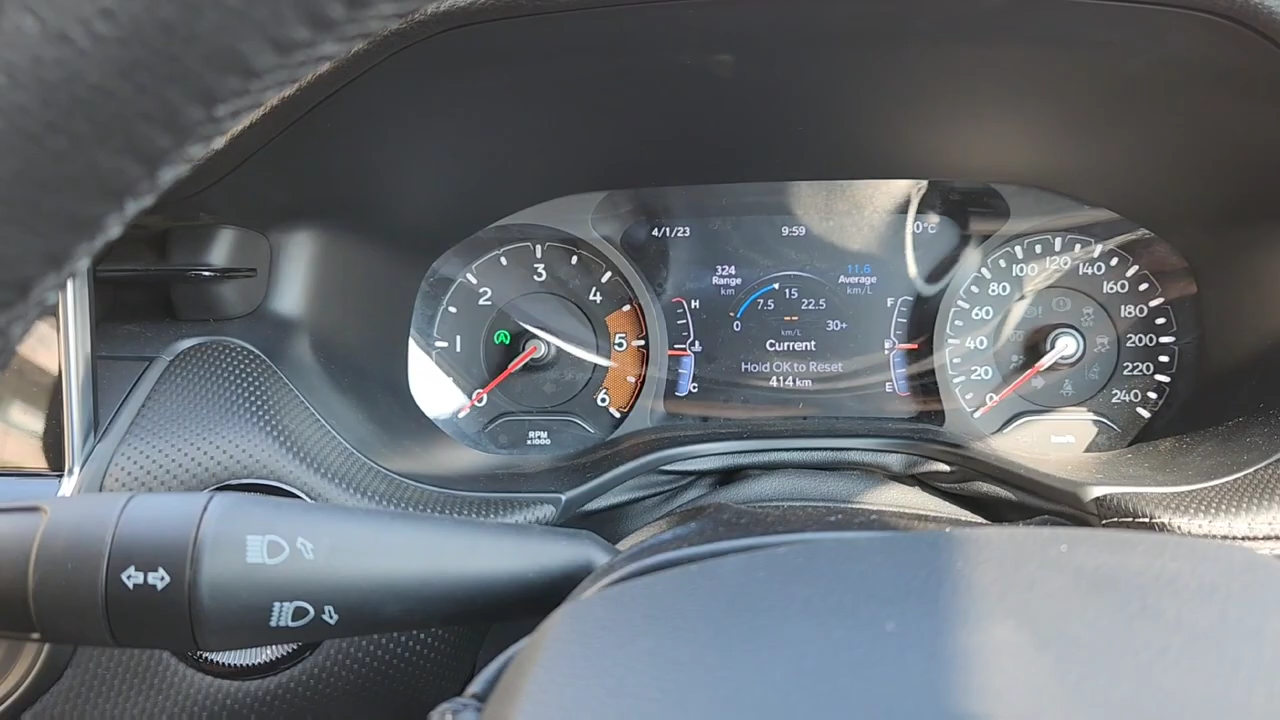 4/1/23 9:59 0°C
324
Range
km
11.6
Average
km/L
0 7.5 15 22.5 30+
km/L
Current
Hold OK to Reset
414 km
H
C
F
E
0 1 2 3 4 5 6
RPM
x1000
A
0 20 40 60 80 100 120 140 160 180 200 220 240
km/h